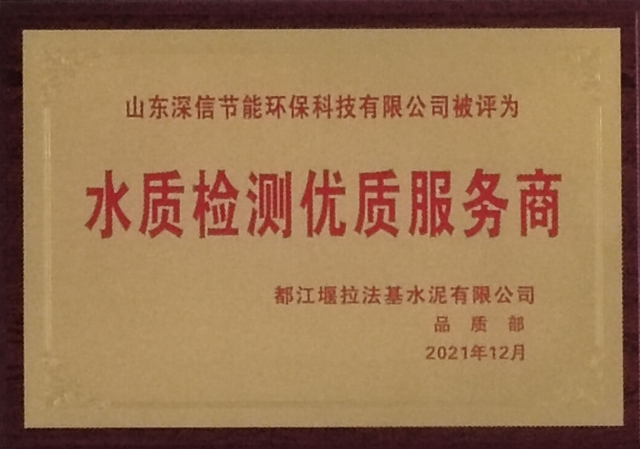 山东深信节能环保科技有限公司被评为
水质检测优质服务商
都江堰拉法基水泥有限公司
品质部
2021年12月